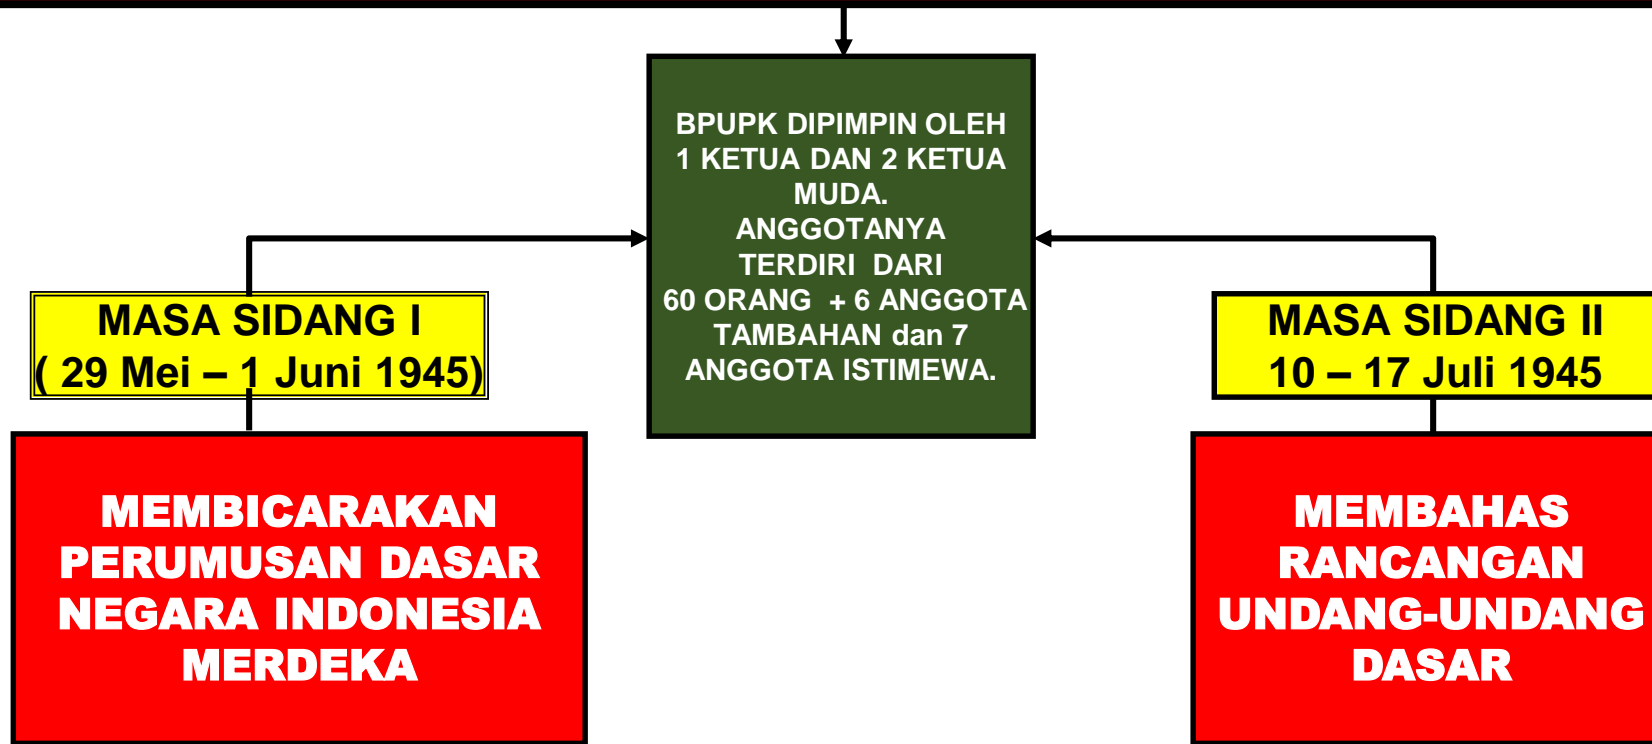 BPUPK DIPIMPIN OLEH
1 KETUA DAN 2 KETUA
MUDA.
ANGGOTANYA
TERDIRI DARI
60 ORANG + 6 ANGGOTA
TAMBAHAN dan 7
ANGGOTA ISTIMEWA.
MASA SIDANG I
( 29 Mei – 1 Juni 1945)
MEMBICARAKAN
PERUMUSAN DASAR
NEGARA INDONESIA
MERDEKA
MASA SIDANG II
10 – 17 Juli 1945
MEMBAHAS
RANCANGAN
UNDANG-UNDANG
DASAR